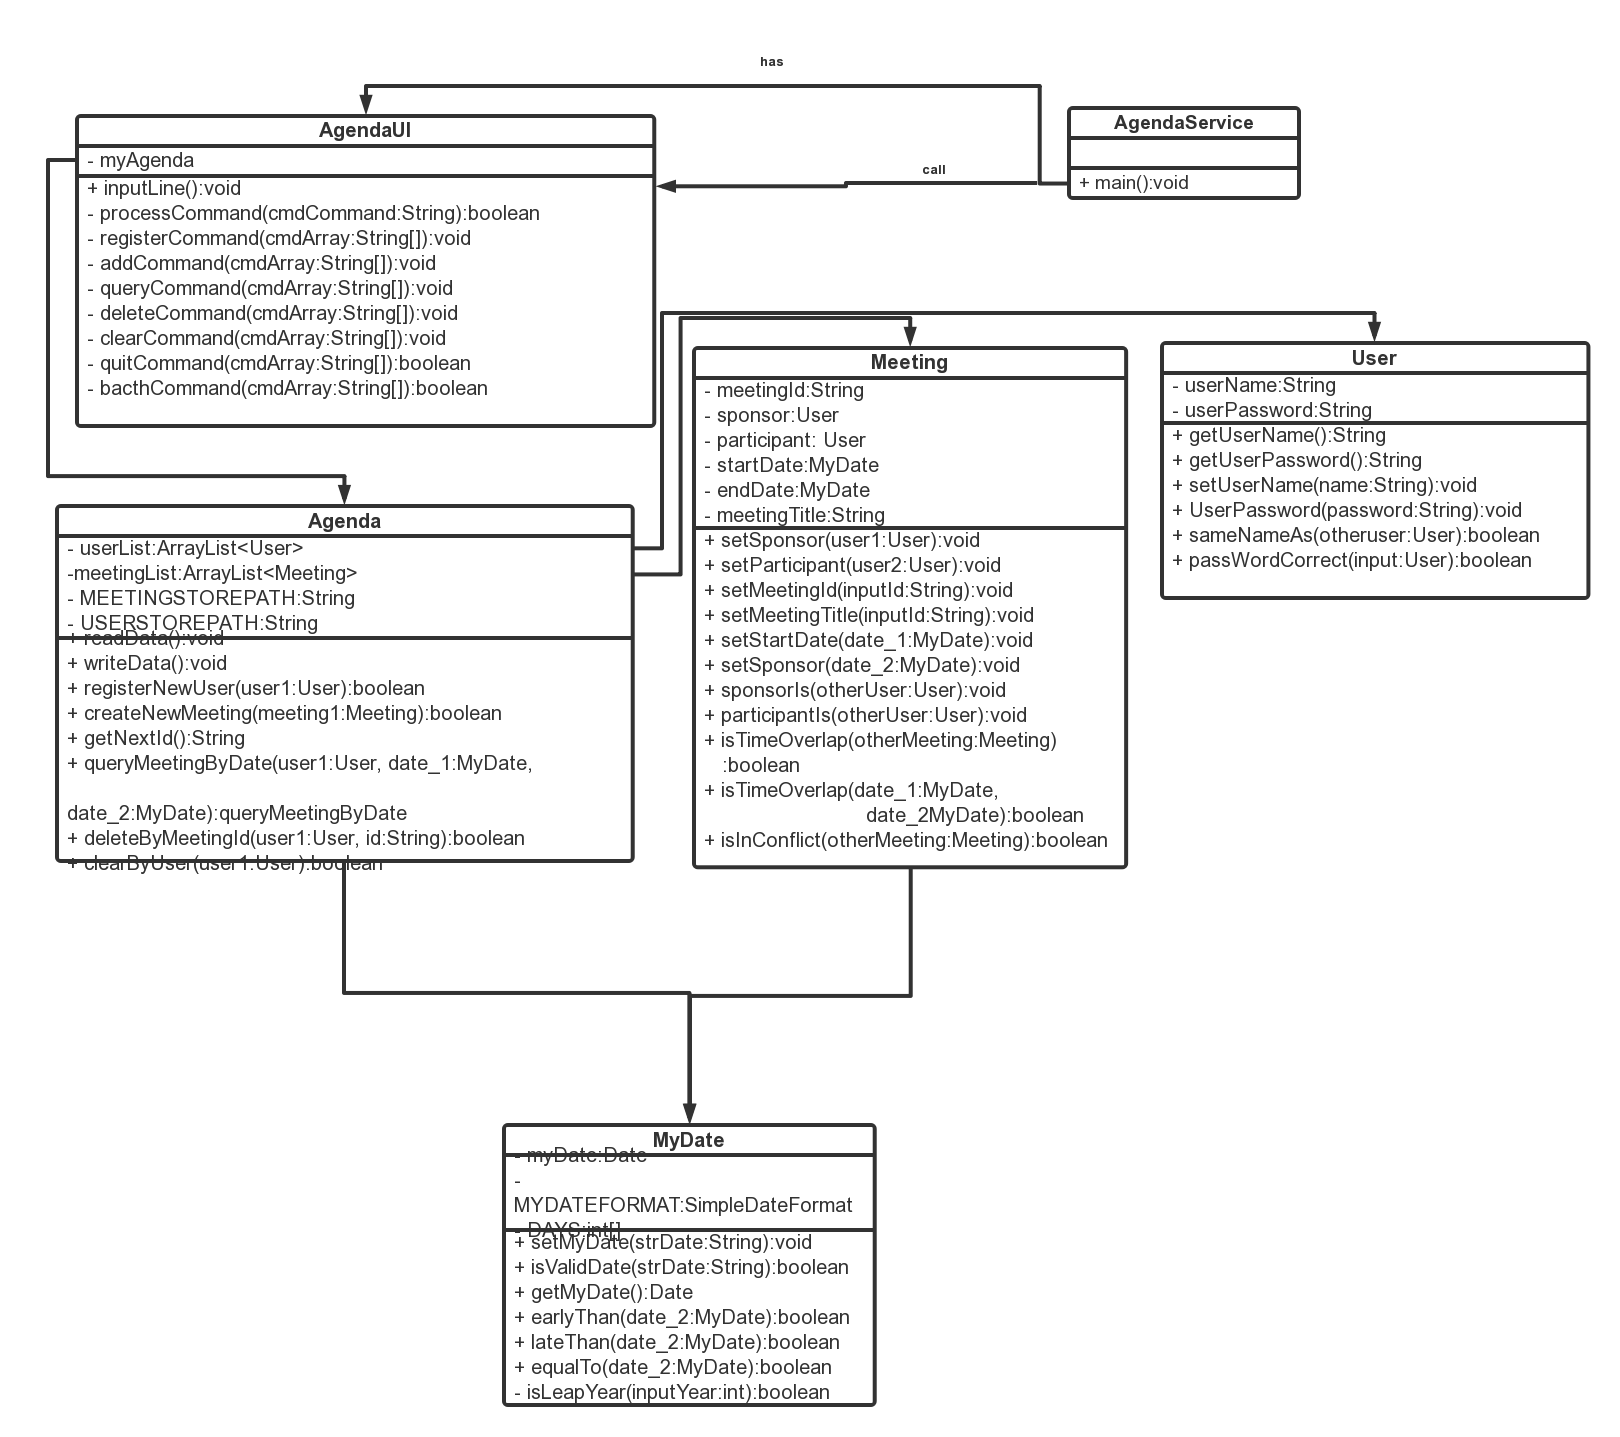 has
AgendaUI
- myAgenda
+ inputLine():void
- processCommand(cmdCommand:String):boolean
- registerCommand(cmdArray:String[]):void
- addCommand(cmdArray:String[]):void
- queryCommand(cmdArray:String[]):void
- deleteCommand(cmdArray:String[]):void
- clearCommand(cmdArray:String[]):void
- quitCommand(cmdArray:String[]):boolean
- bacthCommand(cmdArray:String[]):boolean
call
AgendaService
+ main():void
Meeting
- meetingId:String
- sponsor:User
- participant: User
- startDate:MyDate
- endDate:MyDate
- meetingTitle:String
+ setSponsor(user1:User):void
+ setParticipant(user2:User):void
+ setMeetingId(inputId:String):void
+ setMeetingTitle(inputId:String):void
+ setStartDate(date_1:MyDate):void
+ setSponsor(date_2:MyDate):void
+ sponsorIs(otherUser:User):void
+ participantIs(otherUser:User):void
+ isTimeOverlap(otherMeeting:Meeting)
:boolean
+ isTimeOverlap(date_1:MyDate,
date_2MyDate):boolean
+ isInConflict(otherMeeting:Meeting):boolean
User
- userName:String
- userPassword:String
+ getUserName():String
+ getUserPassword():String
+ setUserName(name:String):void
+ UserPassword(password:String):void
+ sameNameAs(otheruser:User):boolean
+ passWordCorrect(input:User):boolean
Agenda
- userList:ArrayList<User>
-meetingList:ArrayList<Meeting>
- MEETINGSTOREPATH:String
- USERSTOREPATH:String
+ readData():void
+ writeData():void
+ registerNewUser(user1:User):boolean
+ createNewMeeting(meeting1:Meeting):boolean
+ getNextId():String
+ queryMeetingByDate(user1:User, date_1:MyDate,
date_2:MyDate):queryMeetingByDate
+ deleteByMeetingId(user1:User, id:String):boolean
+ clearByUser(user1:User):boolean
MyDate
- myDate:Date
-
MYDATEFORMAT:SimpleDateFormat
- DAYS:int[]
+ setMyDate(strDate:String):void
+ isValidDate(strDate:String):boolean
+ getMyDate():Date
+ earlyThan(date_2:MyDate):boolean
+ lateThan(date_2:MyDate):boolean
+ equalTo(date_2:MyDate):boolean
- isLeapYear(inputYear:int):boolean